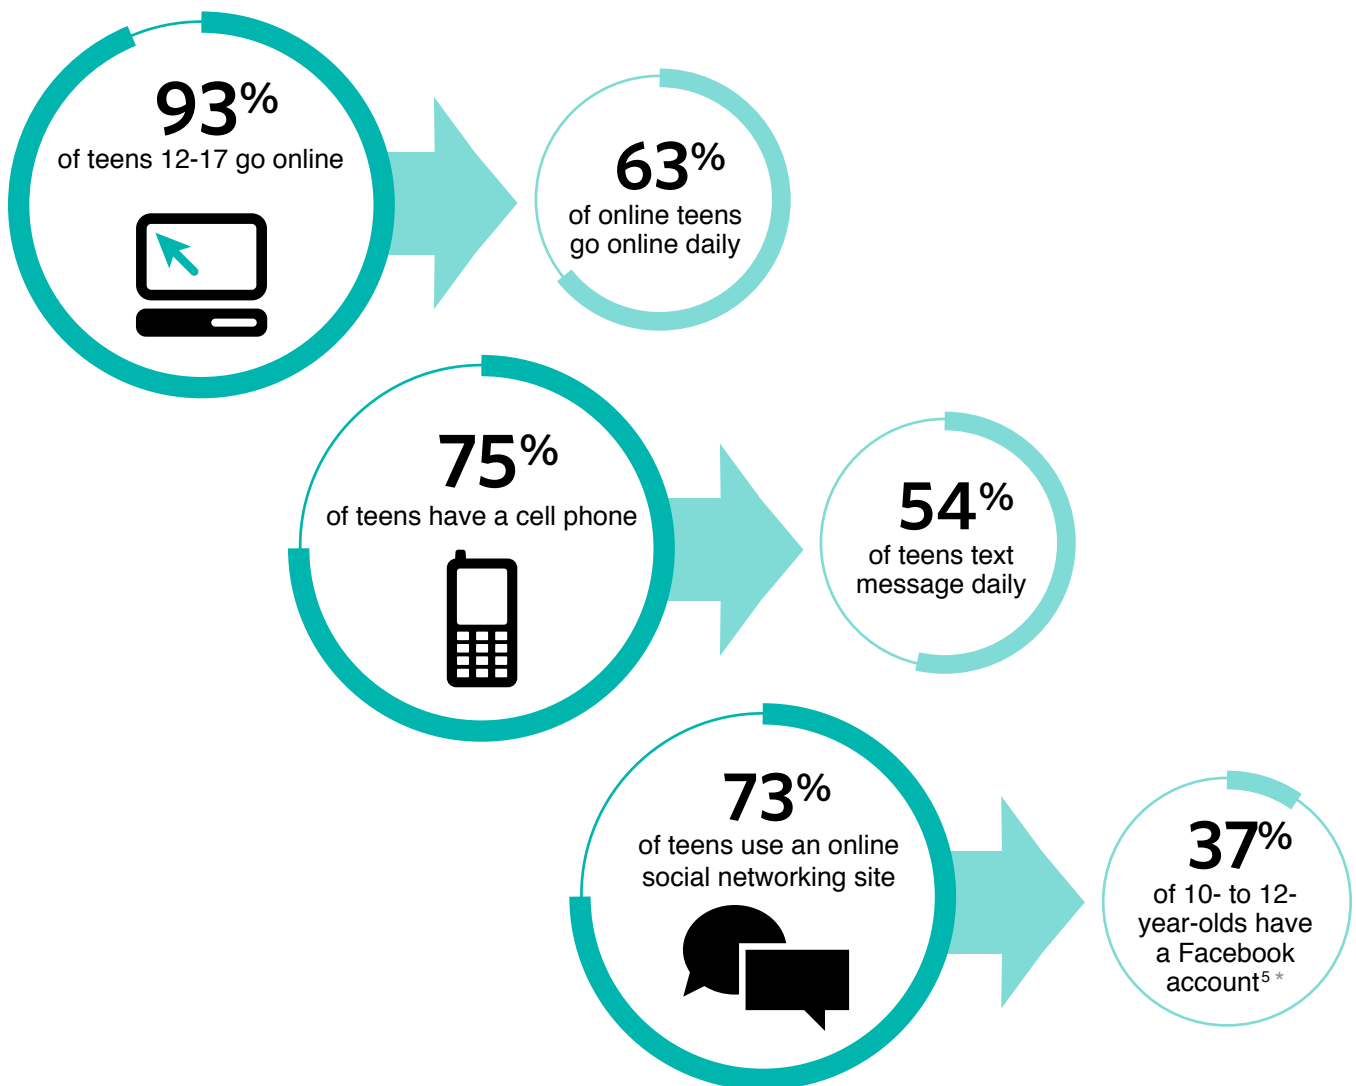 93%
of teens 12-17 go online
63%
of online teens
go online daily
75%
of teens have a cell phone
54%
of teens text
message daily
73%
of teens use an online
social networking site
37%
of 10- to 12-
year-olds have
a Facebook
account5 *